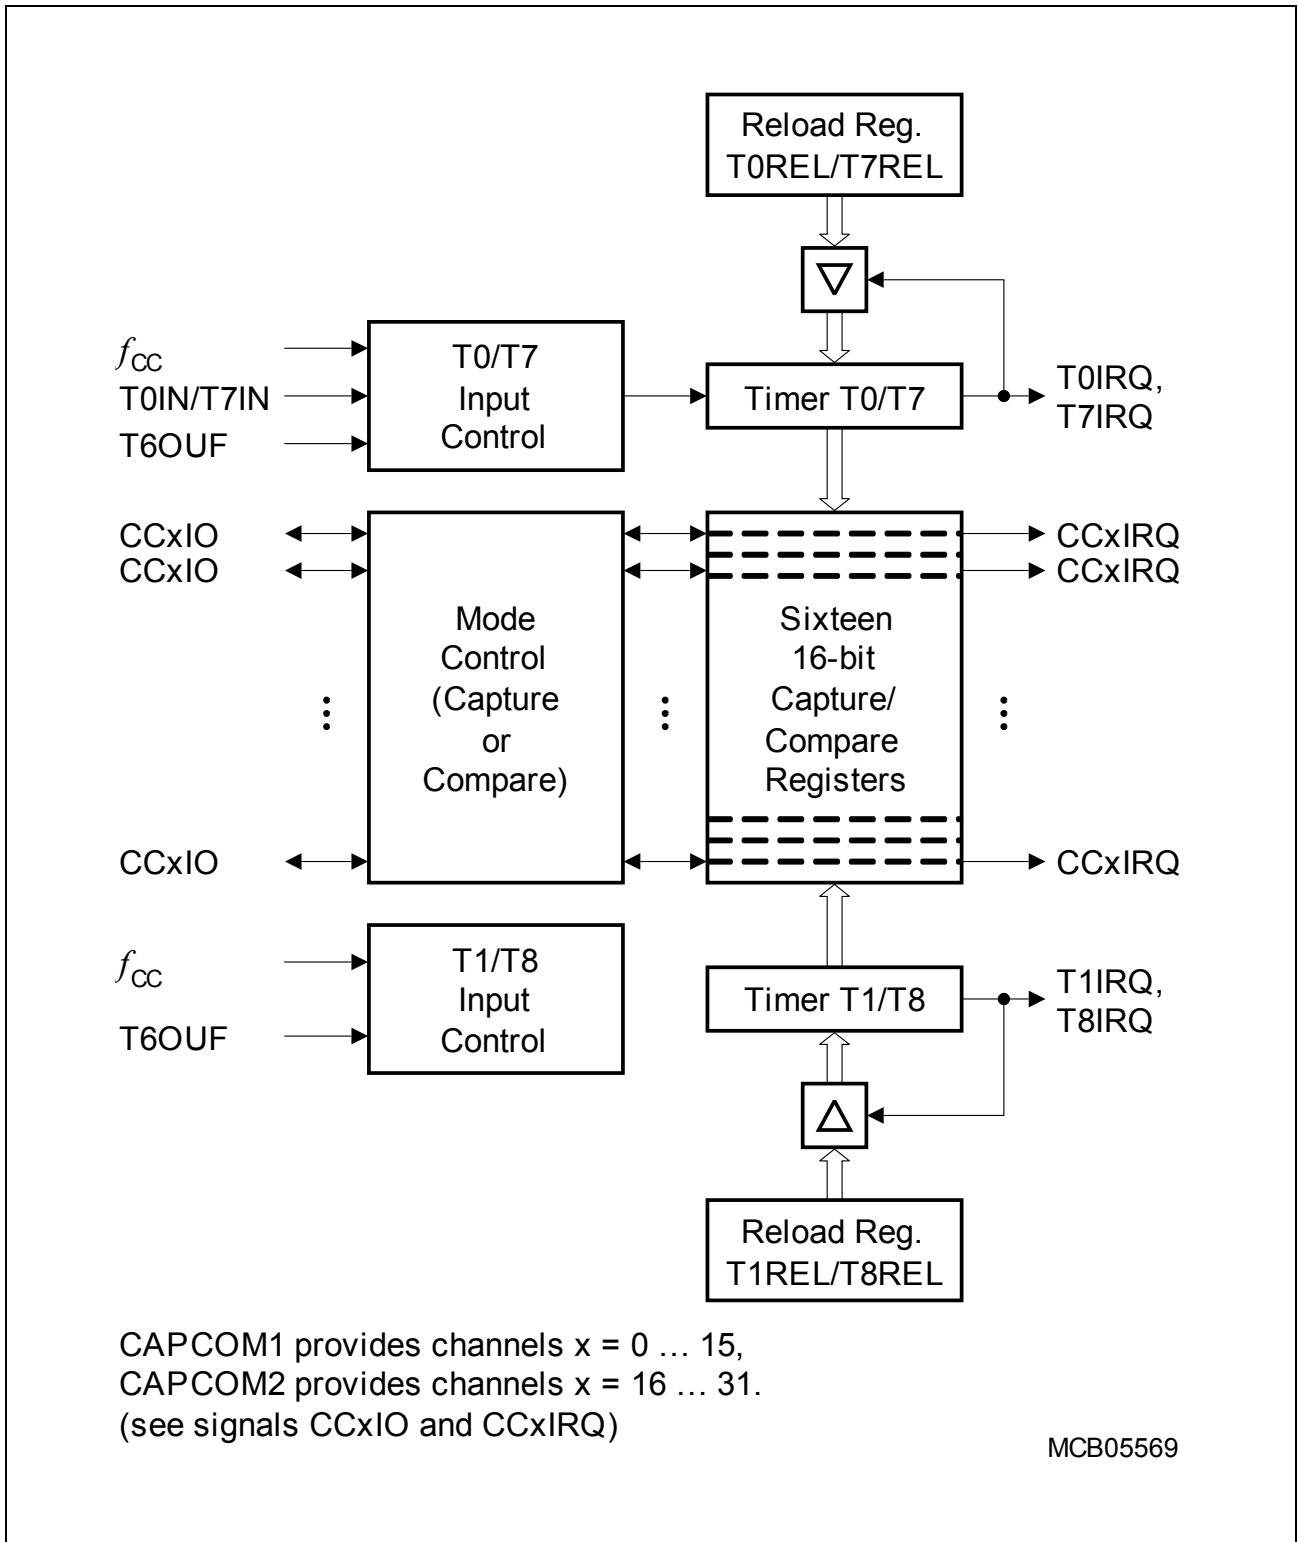 Reload Reg.
T0REL/T7REL
fCC
T0IN/T7IN
T6OUF
T0/T7
Input
Control
Timer T0/T7
T0IRQ,
T7IRQ
CCxIO
CCxIO
CCxIO
Mode
Control
(Capture
or
Compare)
Sixteen
16-bit
Capture/
Compare
Registers
CCxIRQ
CCxIRQ
CCxIRQ
fCC
T6OUF
T1/T8
Input
Control
Timer T1/T8
T1IRQ,
T8IRQ
Reload Reg.
T1REL/T8REL
CAPCOM1 provides channels x = 0 … 15,
CAPCOM2 provides channels x = 16 … 31.
(see signals CCxIO and CCxIRQ)
MCB05569